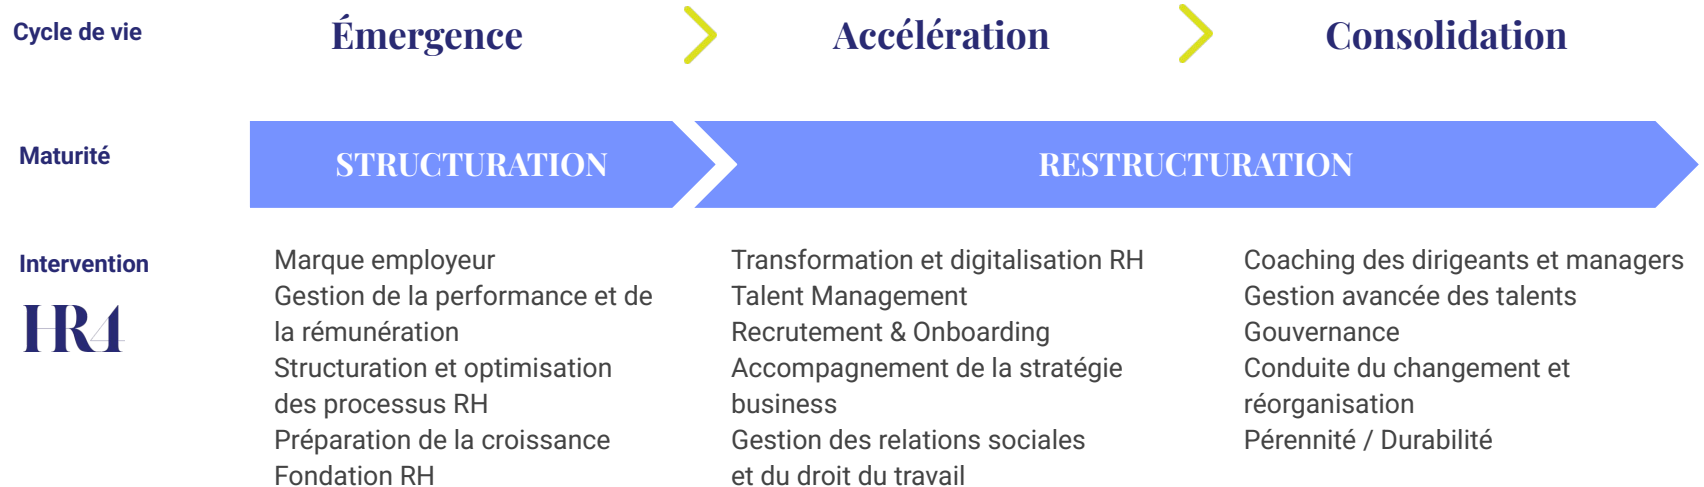 Cycle de vie
Émergence
Accélération
Consolidation
Maturité
STRUCTURATION
RESTRUCTURATION
Intervention
HR4
Marque employeur
Gestion de la performance et de
la rémunération
Structuration et optimisation
des processus RH
Préparation de la croissance
Fondation RH
Transformation et digitalisation RH
Talent Management
Recrutement & Onboarding
Accompagnement de la stratégie
business
Gestion des relations sociales
et du droit du travail
Coaching des dirigeants et managers
Gestion avancée des talents
Gouvernance
Conduite du changement et
réorganisation
Pérennité / Durabilité